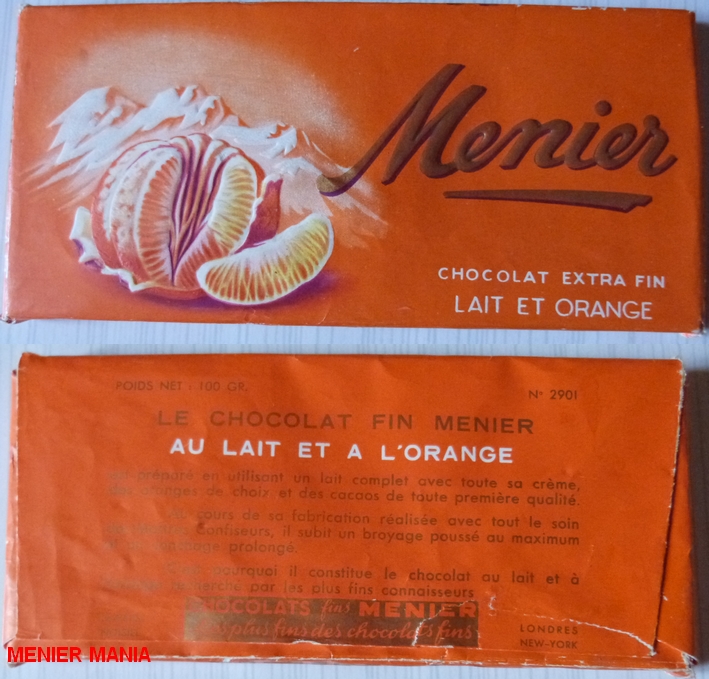 Menier
CHOCOLAT EXTRA FIN
LAIT ET ORANGE
POIDS NET : 100 GR.
N° 2901
LE CHOCOLAT FIN MENIER
AU LAIT ET A L'ORANGE
est préparé en utilisant un lait complet avec toute sa crème,
des oranges de choix et des cacaos de toute première qualité.
Au cours de sa fabrication réalisée avec tout le soin
confiseurs, il subit un broyage poussé au maximum
prolongé.
pourquoi il constitue le chocolat au lait et à
par les plus fins connaisseurs
CHOCOLATS fins MENIER
les plus fins des chocolats fins
LONDRES
NEW-YORK
MENIER MANIA